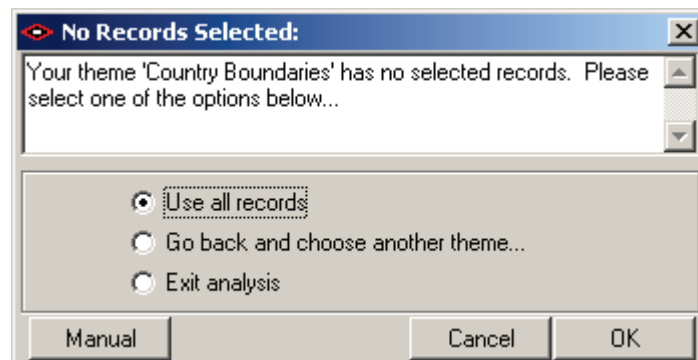 No Records Selected:
Your theme 'Country Boundaries' has no selected records.  Please
select one of the options below...
Use all records
Go back and choose another theme...
Exit analysis
Manual Cancel OK